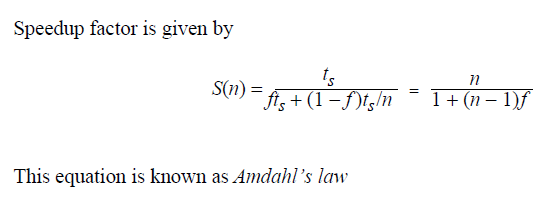 Speedup factor is given by
S(n) = tₛ / (ftₛ + (1 – f)tₛ/n) = n / (1 + (n – 1)f)
This equation is known as Amdahl's law